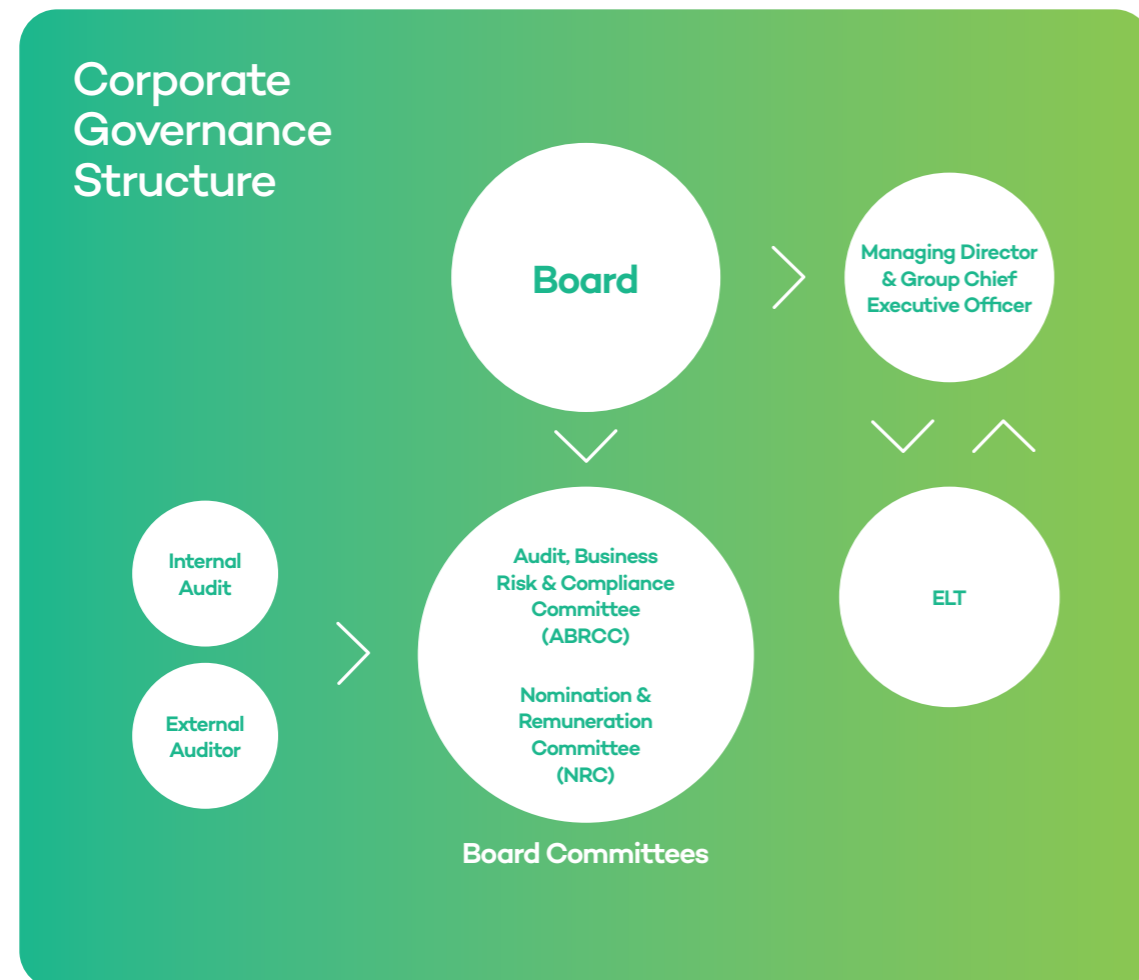 Corporate
Governance
Structure
Board
Managing Director
& Group Chief
Executive Officer
Internal
Audit
External
Auditor
Audit, Business
Risk & Compliance
Committee
(ABRCC)
Nomination &
Remuneration
Committee
(NRC)
ELT
Board Committees